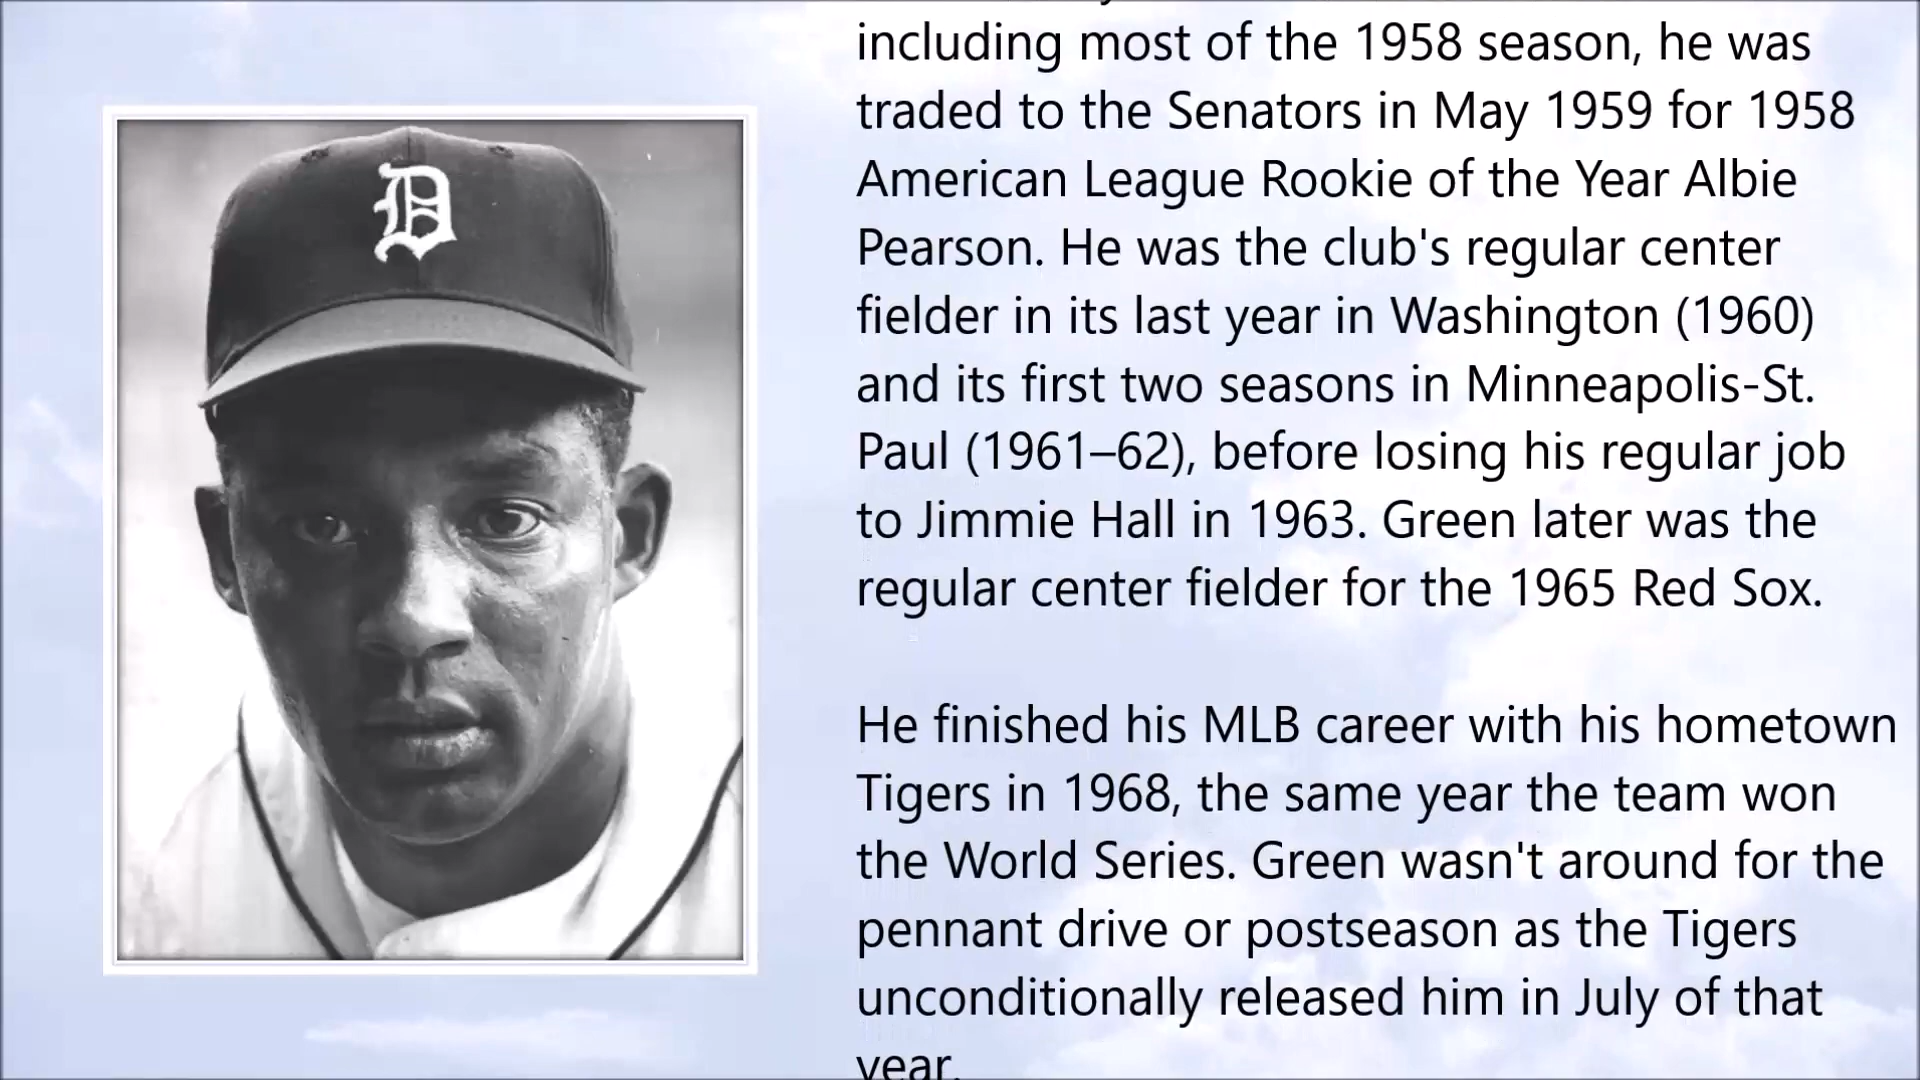 D
including most of the 1958 season, he was
traded to the Senators in May 1959 for 1958
American League Rookie of the Year Albie
Pearson. He was the club's regular center
fielder in its last year in Washington (1960)
and its first two seasons in Minneapolis-St.
Paul (1961–62), before losing his regular job
to Jimmie Hall in 1963. Green later was the
regular center fielder for the 1965 Red Sox.
He finished his MLB career with his hometown
Tigers in 1968, the same year the team won
the World Series. Green wasn't around for the
pennant drive or postseason as the Tigers
unconditionally released him in July of that
year.